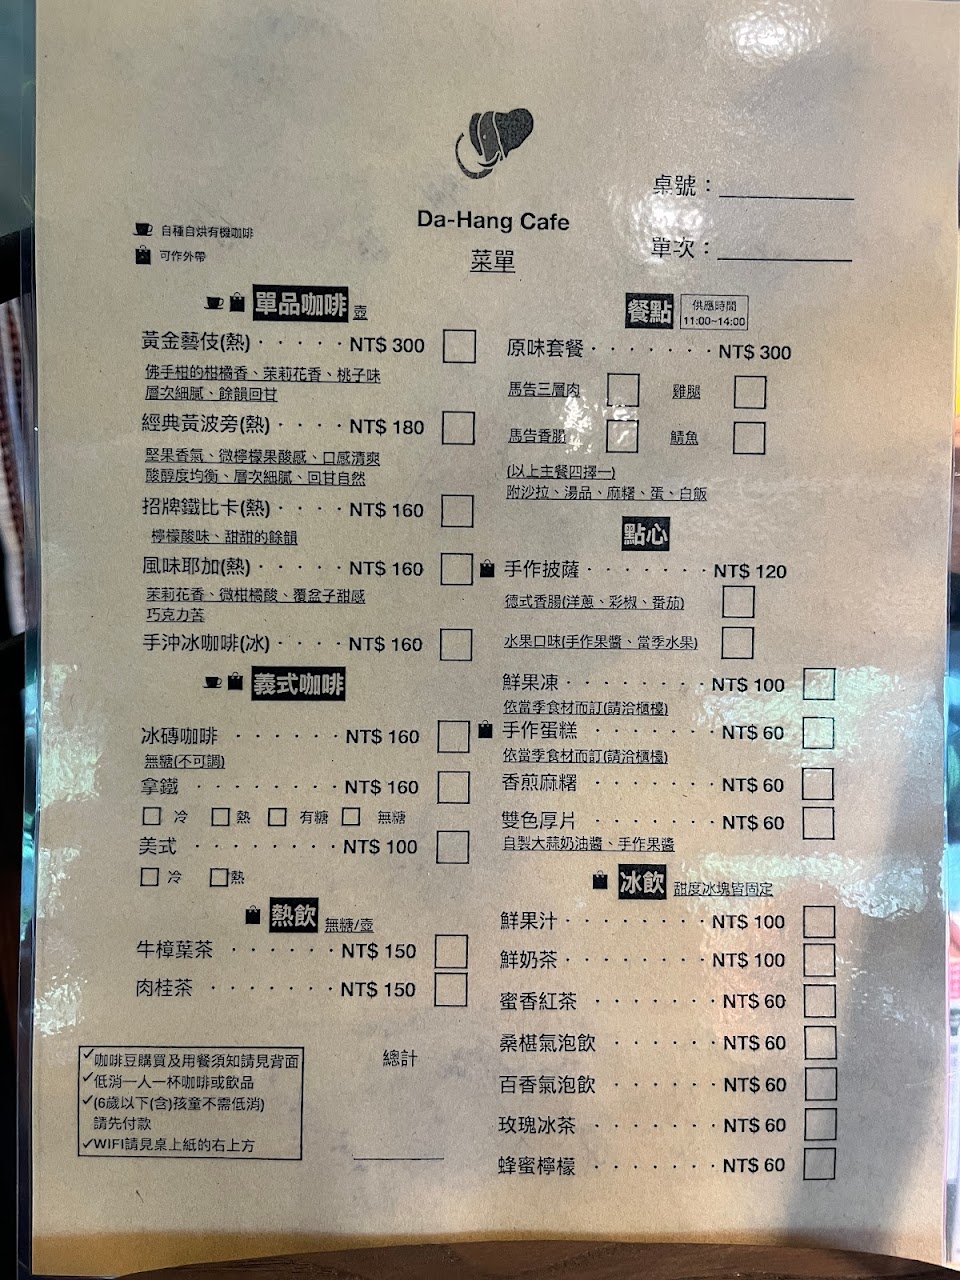 Da-Hang Cafe
菜單
桌號：
單次：
自種自烘有機咖啡
可作外帶
單品咖啡 壺
黃金藝伎(熱)·····NT$ 300
佛手柑的柑橘香、茉莉花香、桃子味
層次細膩、餘韻回甘
經典黃波旁(熱)····NT$ 180
堅果香氣、微檸檬果酸感、口感清爽
酸醇度均衡、層次細膩、回甘自然
招牌鐵比卡(熱)····NT$ 160
檸檬酸味、甜甜的餘韻
風味耶加(熱)·····NT$ 160
茉莉花香、微柑橘酸、覆盆子甜感
巧克力苦
手沖冰咖啡(冰)····NT$ 160
義式咖啡
冰磚咖啡 ······NT$ 160
無糖(不可調)
拿鐵 ········NT$ 160
冷 熱 有糖 無糖
美式 ········NT$ 100
冷 熱
熱飲 無糖/壺
牛樟葉茶 ······NT$ 150
肉桂茶 ·······NT$ 150
咖啡豆購買及用餐須知請見背面
低消一人一杯咖啡或飲品
(6歲以下(含)孩童不需低消)
請先付款
WIFI請見桌上紙的右上方
總計
餐點 供應時間
11:00~14:00
原味套餐·······NT$ 300
馬告三層肉 雞腿
馬告香腸 鯖魚
(以上主餐四擇一)
附沙拉、湯品、麻糬、蛋、白飯
點心
手作披薩·······NT$ 120
德式香腸(洋蔥、彩椒、番茄)
水果口味(手作果醬、當季水果)
鮮果凍········NT$ 100
依當季食材而訂(請洽櫃檯)
手作蛋糕 ·······NT$ 60
依當季食材而訂(請洽櫃檯)
香煎麻糬 ·······NT$ 60
雙色厚片 ·······NT$ 60
自製大蒜奶油醬、手作果醬
冰飲 甜度冰塊皆固定
鮮果汁········NT$ 100
鮮奶茶········NT$ 100
蜜香紅茶 ·······NT$ 60
桑椹氣泡飲 ······NT$ 60
百香氣泡飲 ······NT$ 60
玫瑰冰茶 ·······NT$ 60
蜂蜜檸檬 ·······NT$ 60